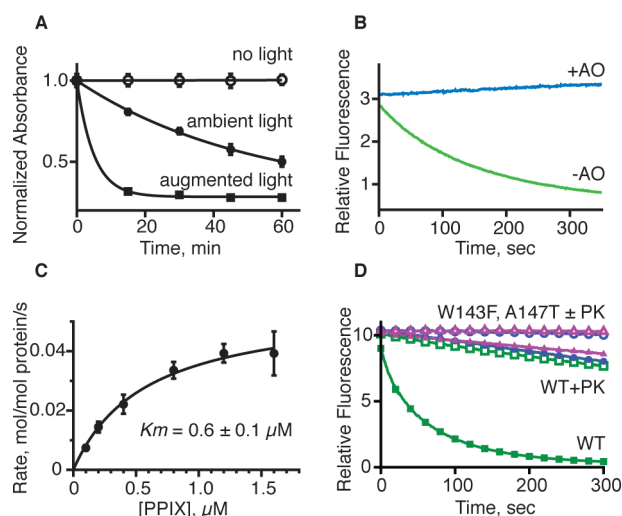 A
no light
1.0
ambient light
0.5
augmented light
Normalized Absorbance
0 20 40 60
Time, min
B
+AO
3
2
-AO
1
Relative Fluorescence
0 100 200 300
Time, sec
C
0.04
0.02
0
Km = 0.6 ± 0.1 µM
Rate, mol/mol protein/s
0 0.5 1.0 1.5
[PPIX], µM
D
W143F, A147T ± PK
10
WT+PK
5
WT
0
Relative Fluorescence
0 100 200 300
Time, sec